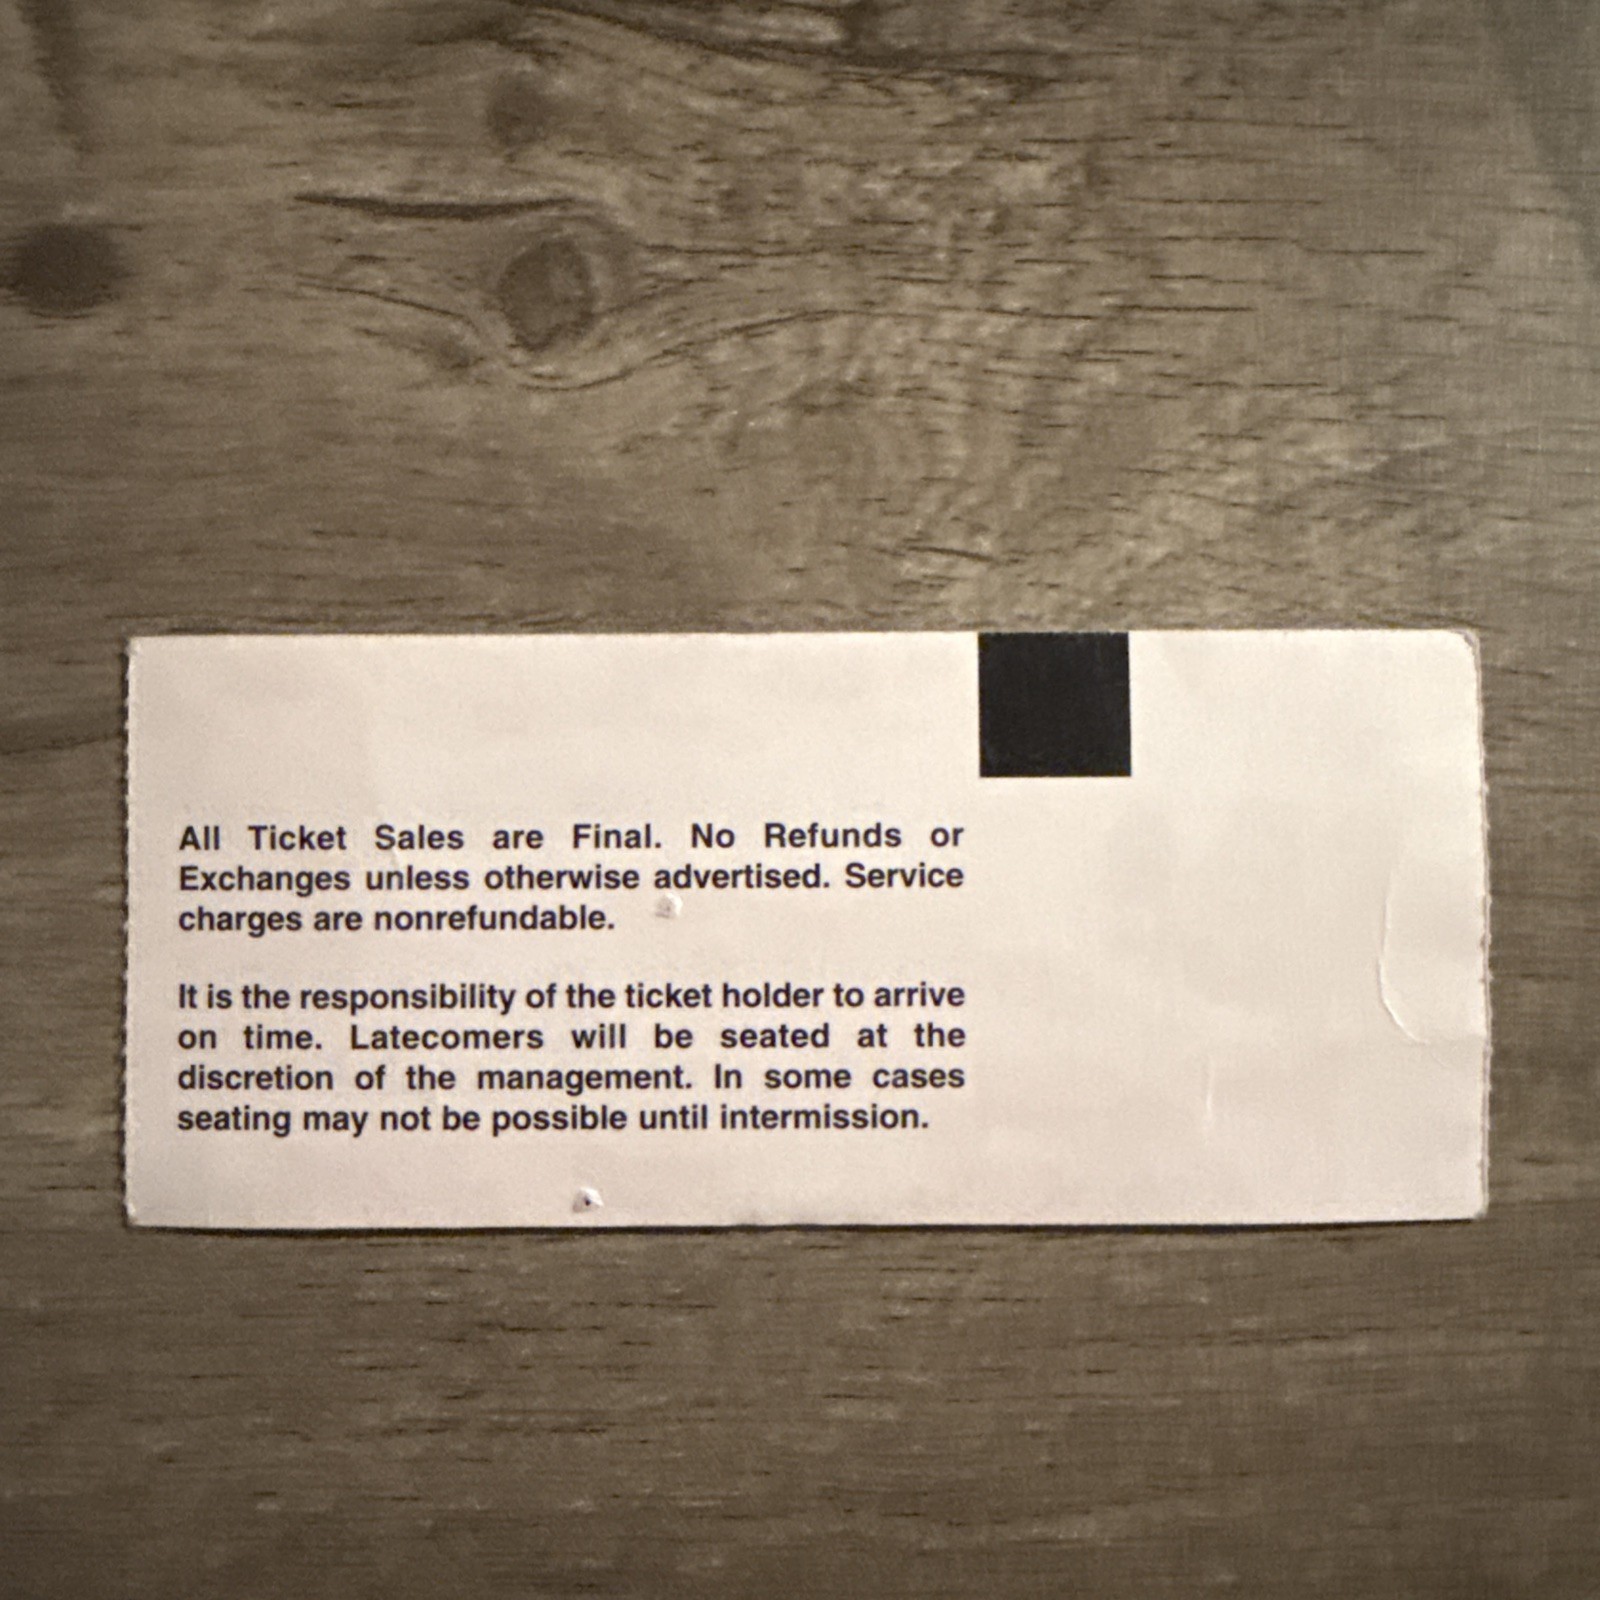 All Ticket Sales are Final. No Refunds or
Exchanges unless otherwise advertised. Service
charges are nonrefundable.
It is the responsibility of the ticket holder to arrive
on time. Latecomers will be seated at the
discretion of the management. In some cases
seating may not be possible until intermission.